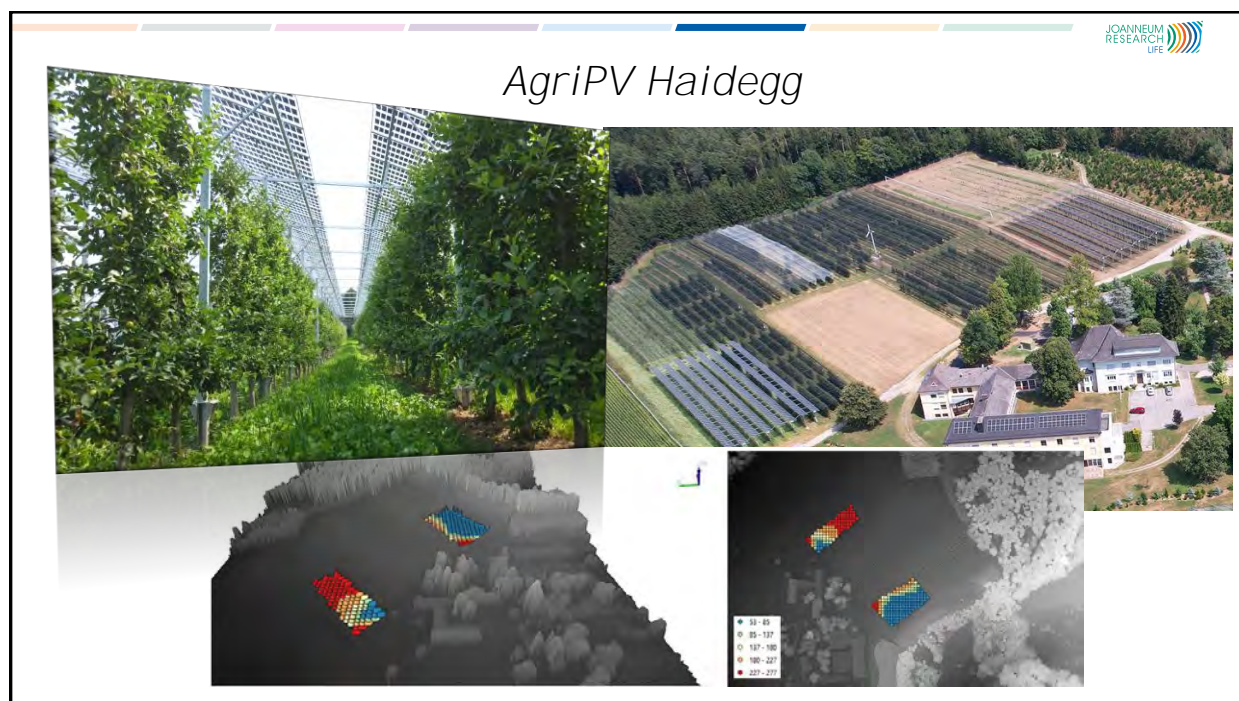 JOANNEUM
RESEARCH
LIFE
AgriPV Haidegg
53 - 85
85 - 137
137 - 180
180 - 227
227 - 277